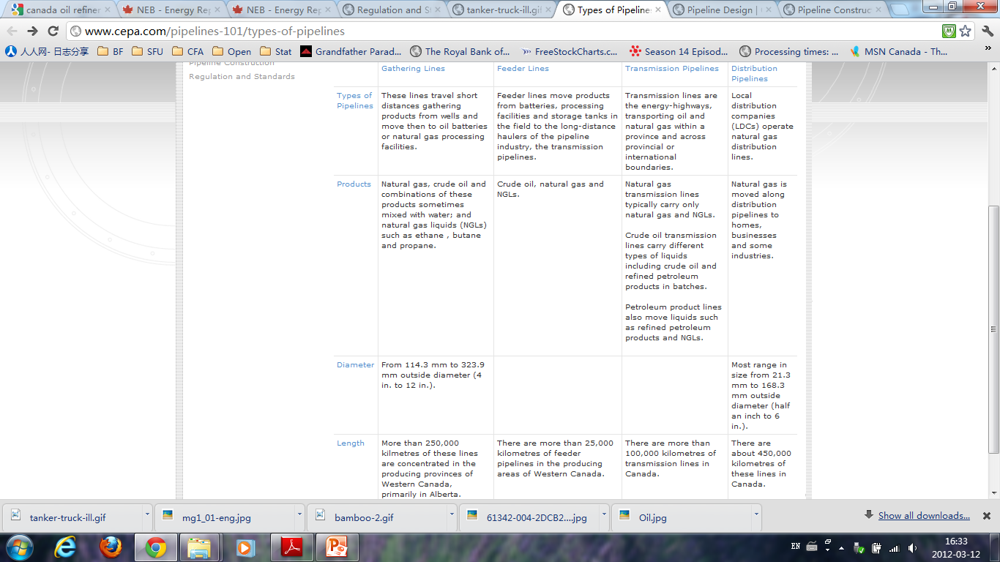 canada oil refiner
NEB - Energy Rep
NEB - Energy Rep
Regulation and S
tanker-truck-ill.gif
Types of Pipeline
Pipeline Design |
Pipeline Construc
www.cepa.com/pipelines-101/types-of-pipelines
人人网- 日志分享
BF
SFU
CFA
Open
Stat
Grandfather Parad...
The Royal Bank of...
FreeStockCharts.c...
Season 14 Episod...
Processing times: ...
MSN Canada - Th...
»
Pipeline Construction
Regulation and Standards
Gathering Lines
Feeder Lines
Transmission Pipelines
Distribution
Pipelines
Types of
Pipelines
These lines travel short
distances gathering
products from wells and
move then to oil batteries
or natural gas processing
facilities.
Feeder lines move products
from batteries, processing
facilities and storage tanks in
the field to the long-distance
haulers of the pipeline
industry, the transmission
pipelines.
Transmission lines are
the energy-highways,
transporting oil and
natural gas within a
province and across
provincial or
international
boundaries.
Local
distribution
companies
(LDCs) operate
natural gas
distribution
lines.
Products
Natural gas, crude oil and
combinations of these
products sometimes
mixed with water; and
natural gas liquids (NGLs)
such as ethane , butane
and propane.
Crude oil, natural gas and
NGLs.
Natural gas
transmission lines
typically carry only
natural gas and NGLs.
Crude oil transmission
lines carry different
types of liquids
including crude oil and
refined petroleum
products in batches.
Petroleum product lines
also move liquids such
as refined petroleum
products and NGLs.
Natural gas is
moved along
distribution
pipelines to
homes,
businesses
and some
industries.
Diameter
From 114.3 mm to 323.9
mm outside diameter (4
in. to 12 in.).
Most range in
size from 21.3
mm to 168.3
mm outside
diameter (half
an inch to 6
in.).
Length
More than 250,000
kilmetres of these lines
are concentrated in the
producing provinces of
Western Canada,
primarily in Alberta.
There are more than 25,000
kilometres of feeder
pipelines in the producing
areas of Western Canada.
There are more than
100,000 kilometres of
transmission lines in
Canada.
There are
about 450,000
kilometres of
these lines in
Canada.
tanker-truck-ill.gif
mg1_01-eng.jpg
bamboo-2.gif
61342-004-2DCB2....jpg
Oil.jpg
Show all downloads...
EN
16:33
2012-03-12